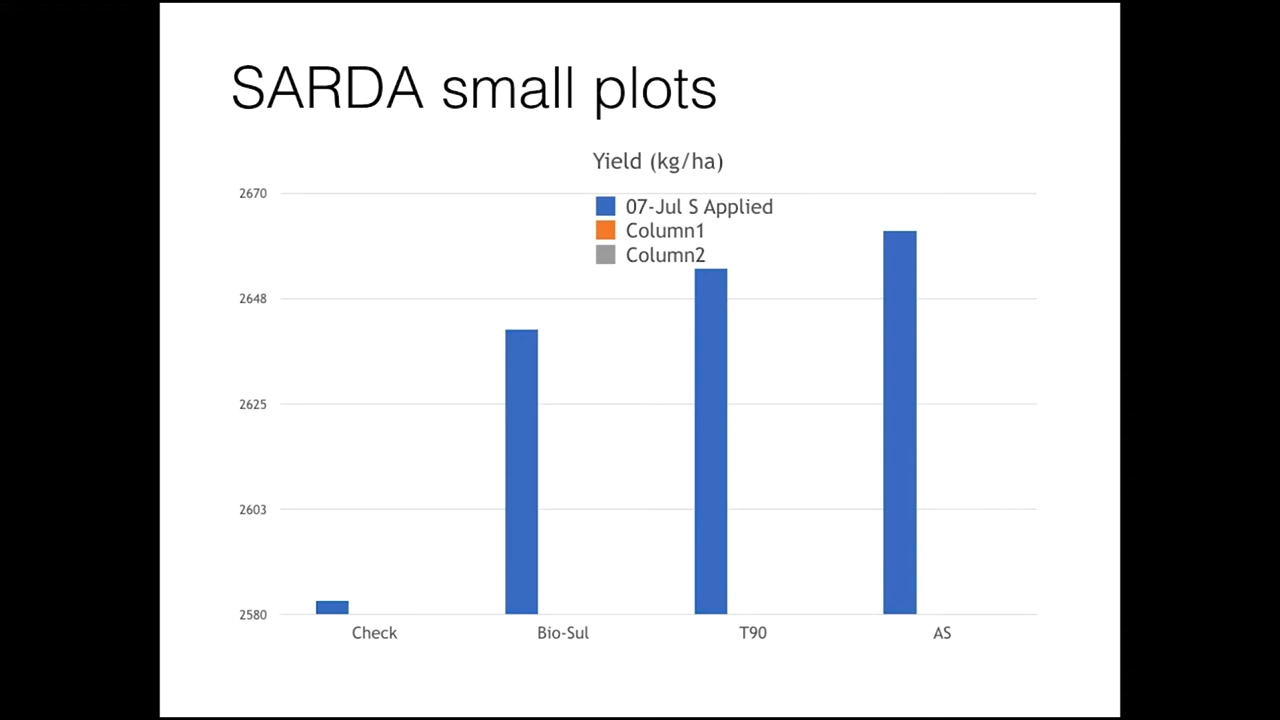 SARDA small plots
Yield (kg/ha)
07-Jul S Applied
Column1
Column2
2670
2648
2625
2603
2580
Check Bio-Sul T90 AS